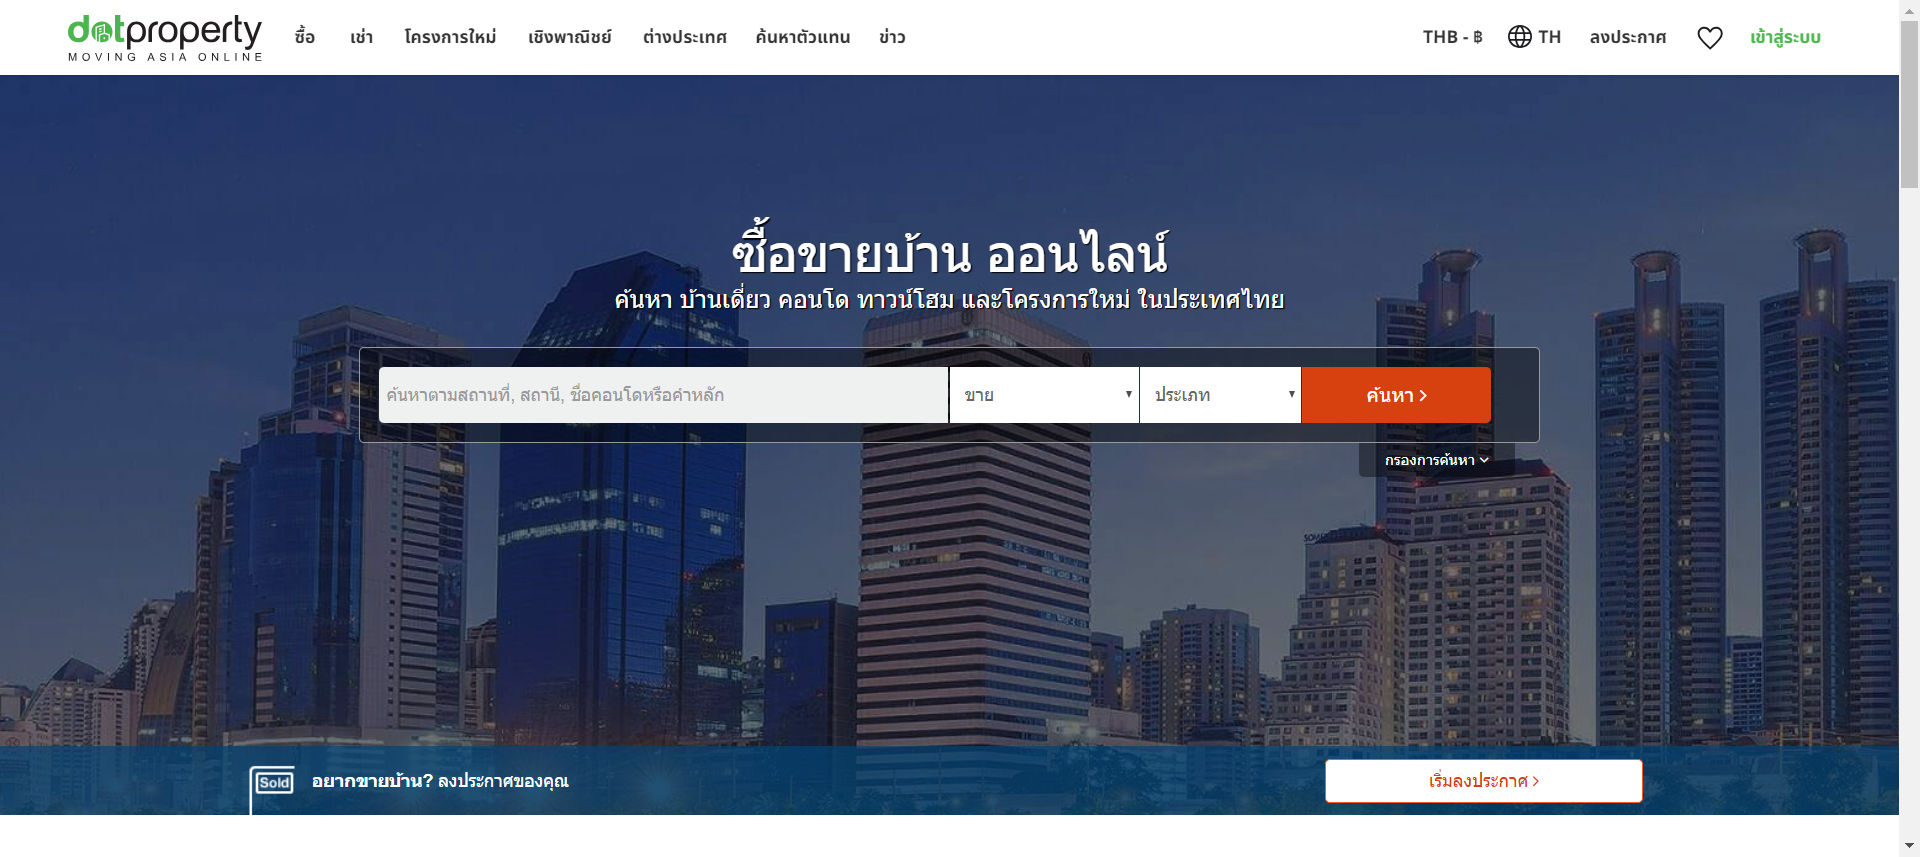 dotproperty
MOVING ASIA ONLINE
ซื้อ เช่า โครงการใหม่ เชิงพาณิชย์ ต่างประเทศ ค้นหาตัวแทน ข่าว THB - ฿ TH ลงประกาศ เข้าสู่ระบบ
ซื้อขายบ้าน ออนไลน์
ค้นหา บ้านเดี่ยว คอนโด ทาวน์โฮม และโครงการใหม่ ในประเทศไทย
ค้นหาตามสถานที่, สถานี, ชื่อคอนโดหรือคำหลัก ขาย ประเภท ค้นหา
กรองการค้นหา
Sold อยากขายบ้าน? ลงประกาศของคุณ เริ่มลงประกาศ